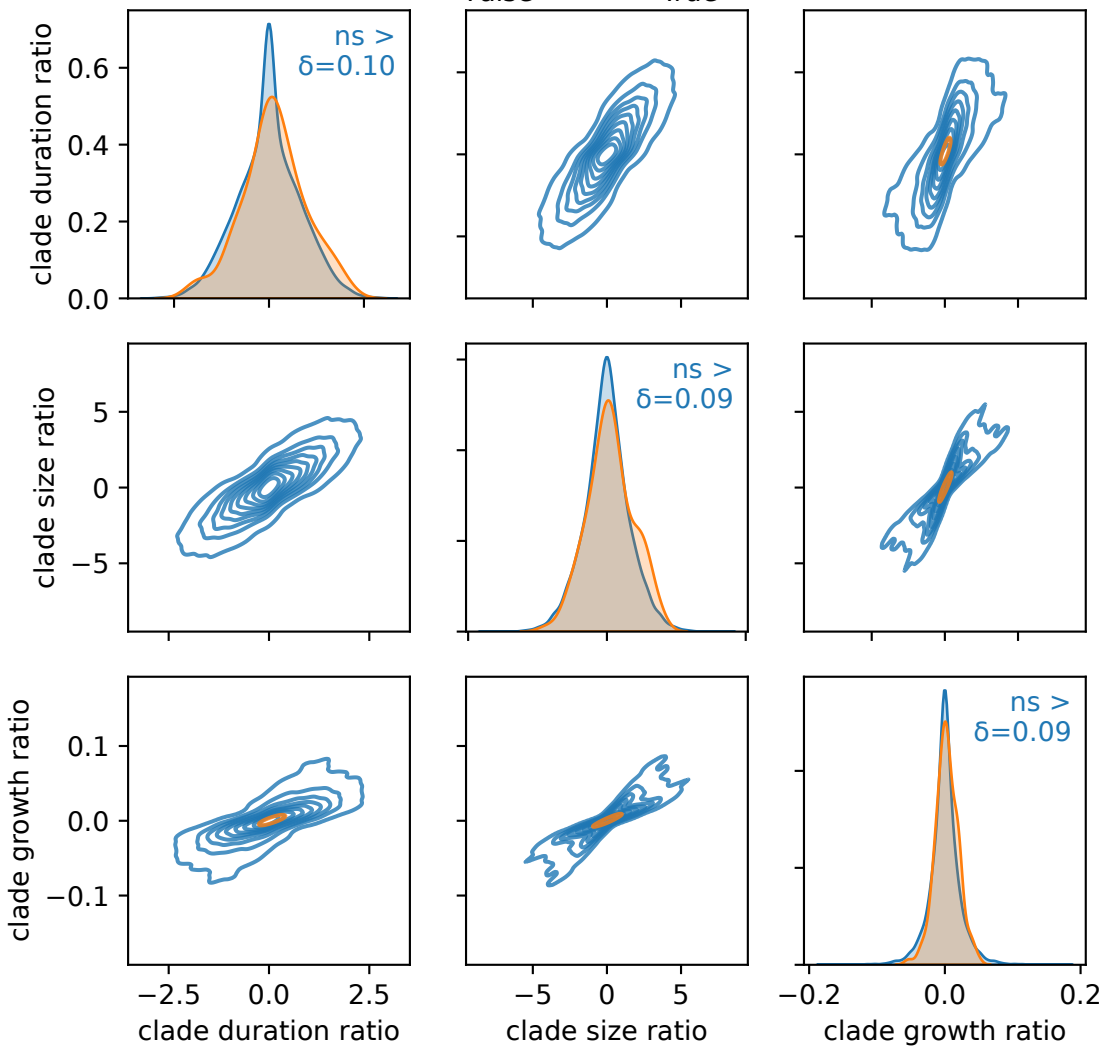 ns >
δ=0.10
clade duration ratio
0.6
0.4
0.2
0.0
ns >
δ=0.09
clade size ratio
5
0
−5
ns >
δ=0.09
clade growth ratio
0.1
0.0
−0.1
−2.5 0.0 2.5 −5 0 5 −0.2 0.0 0.2
clade duration ratio clade size ratio clade growth ratio